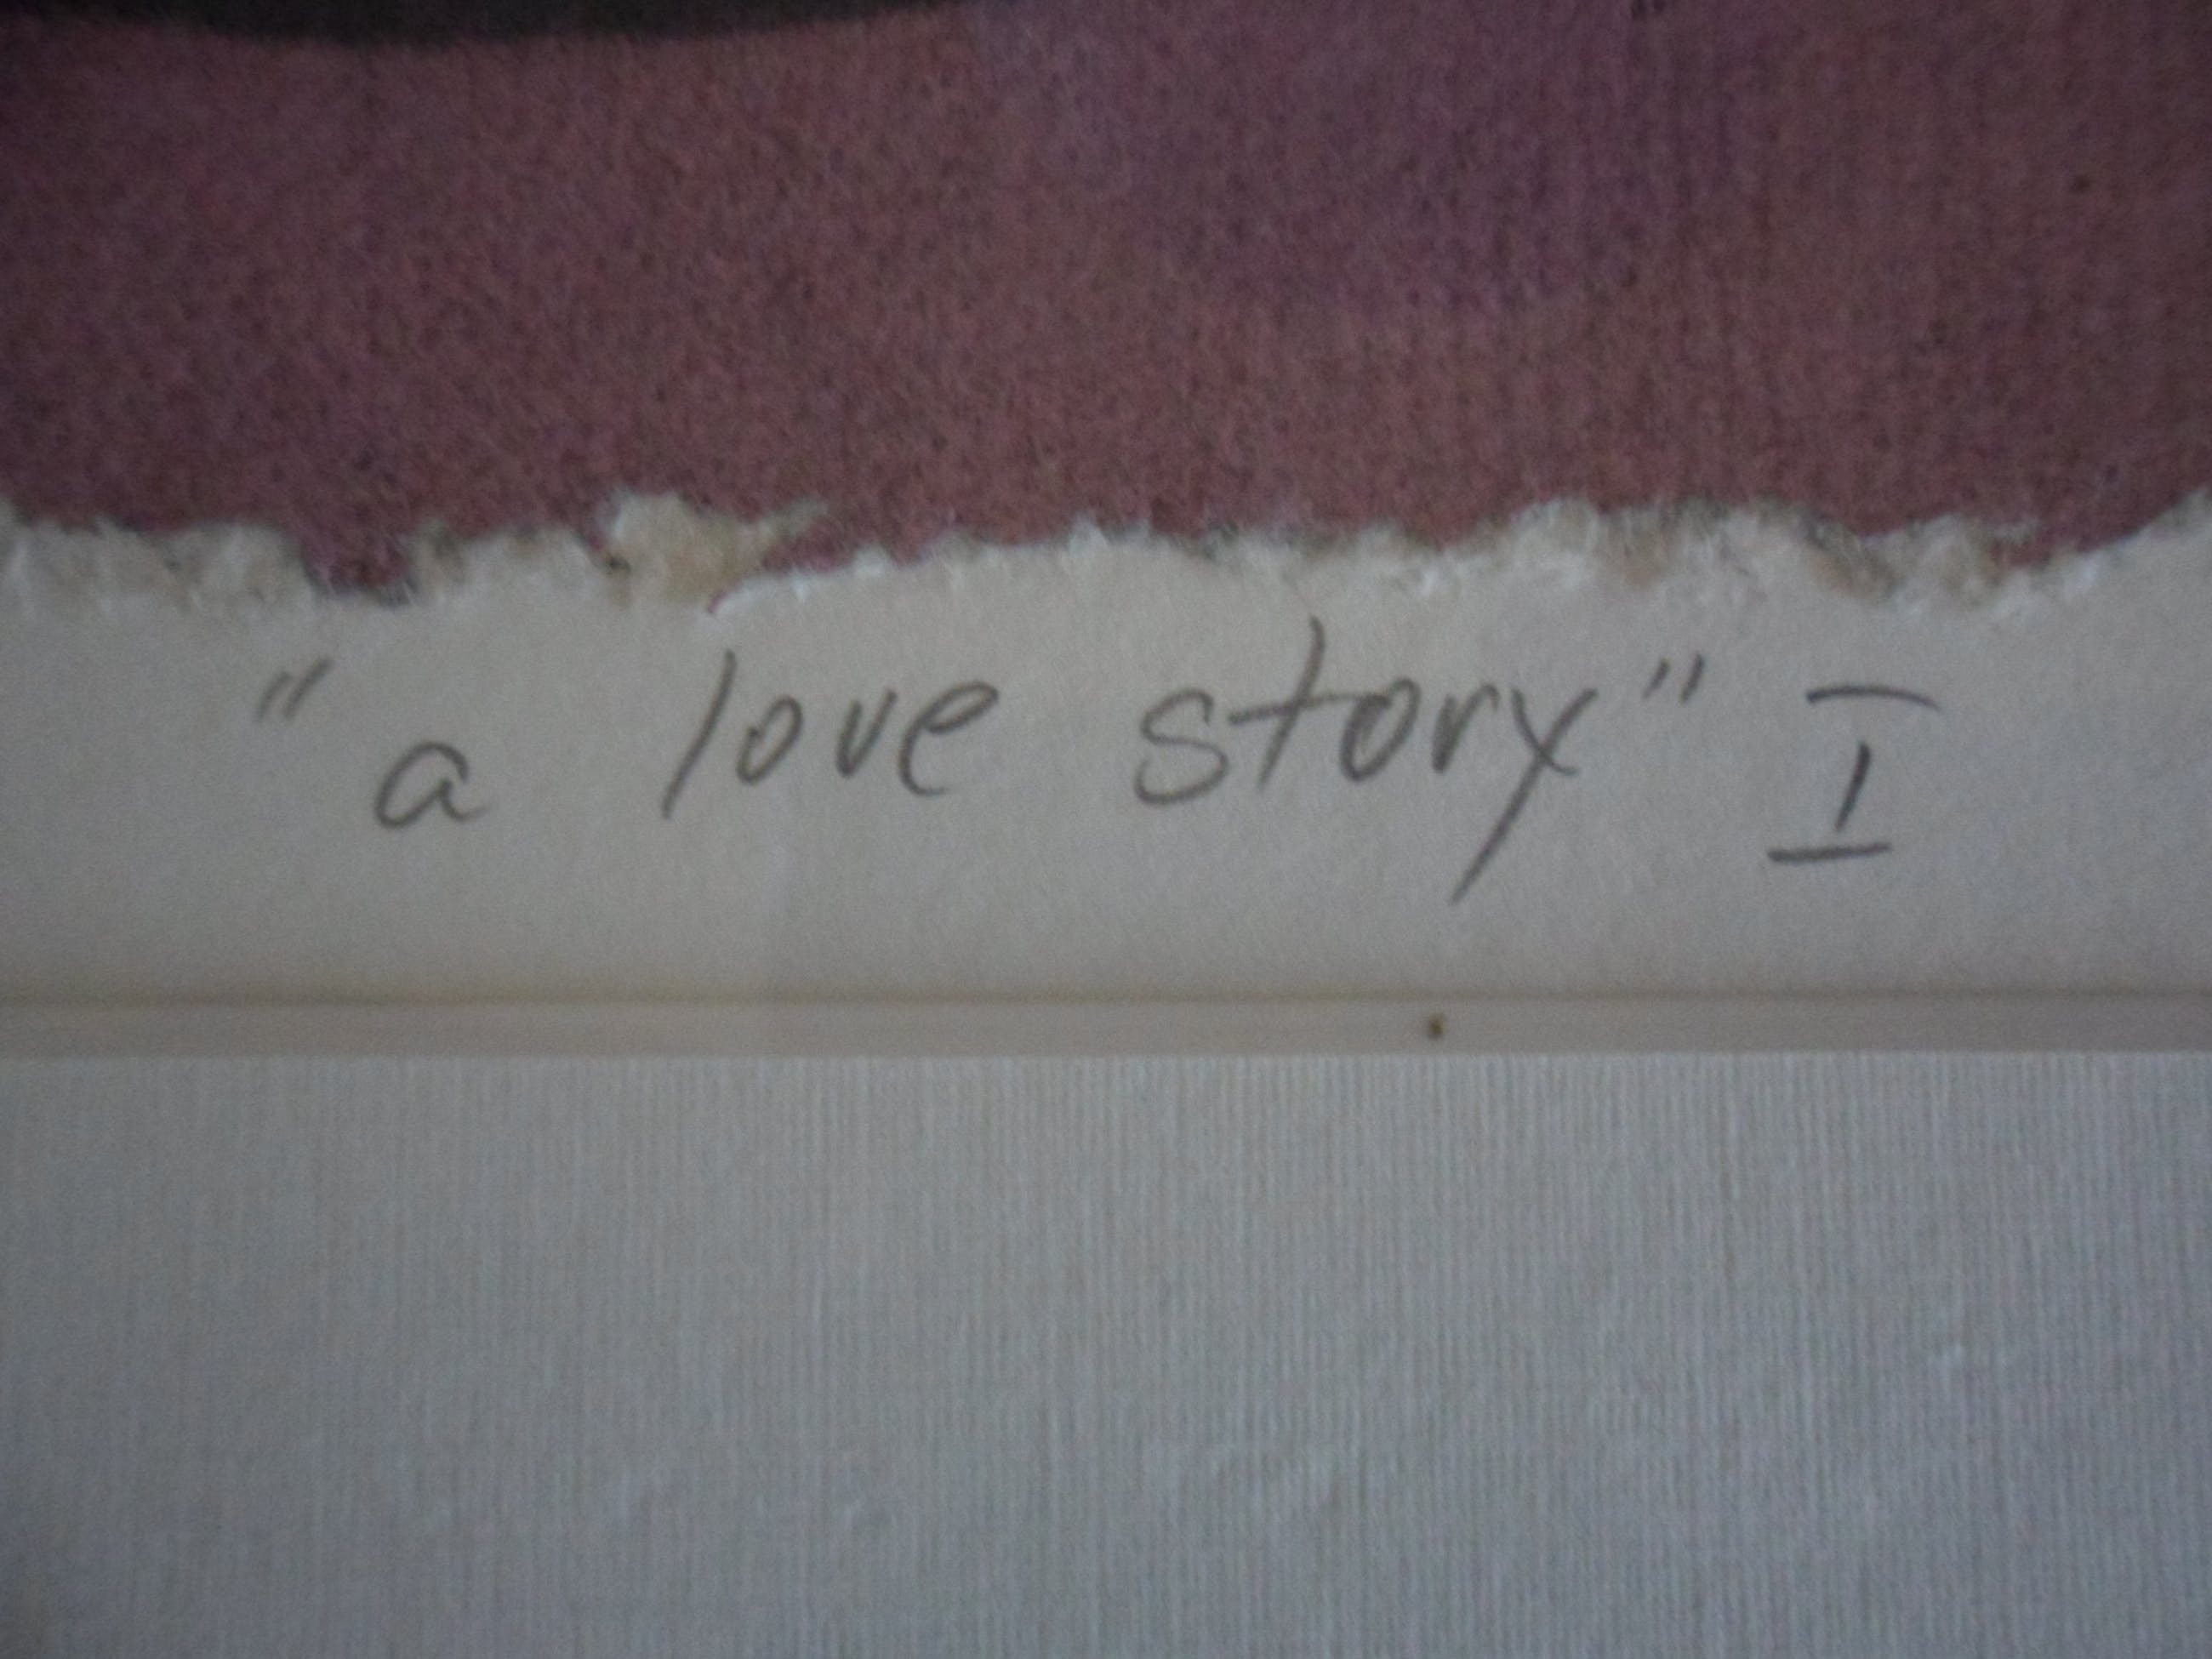 "a love story" I